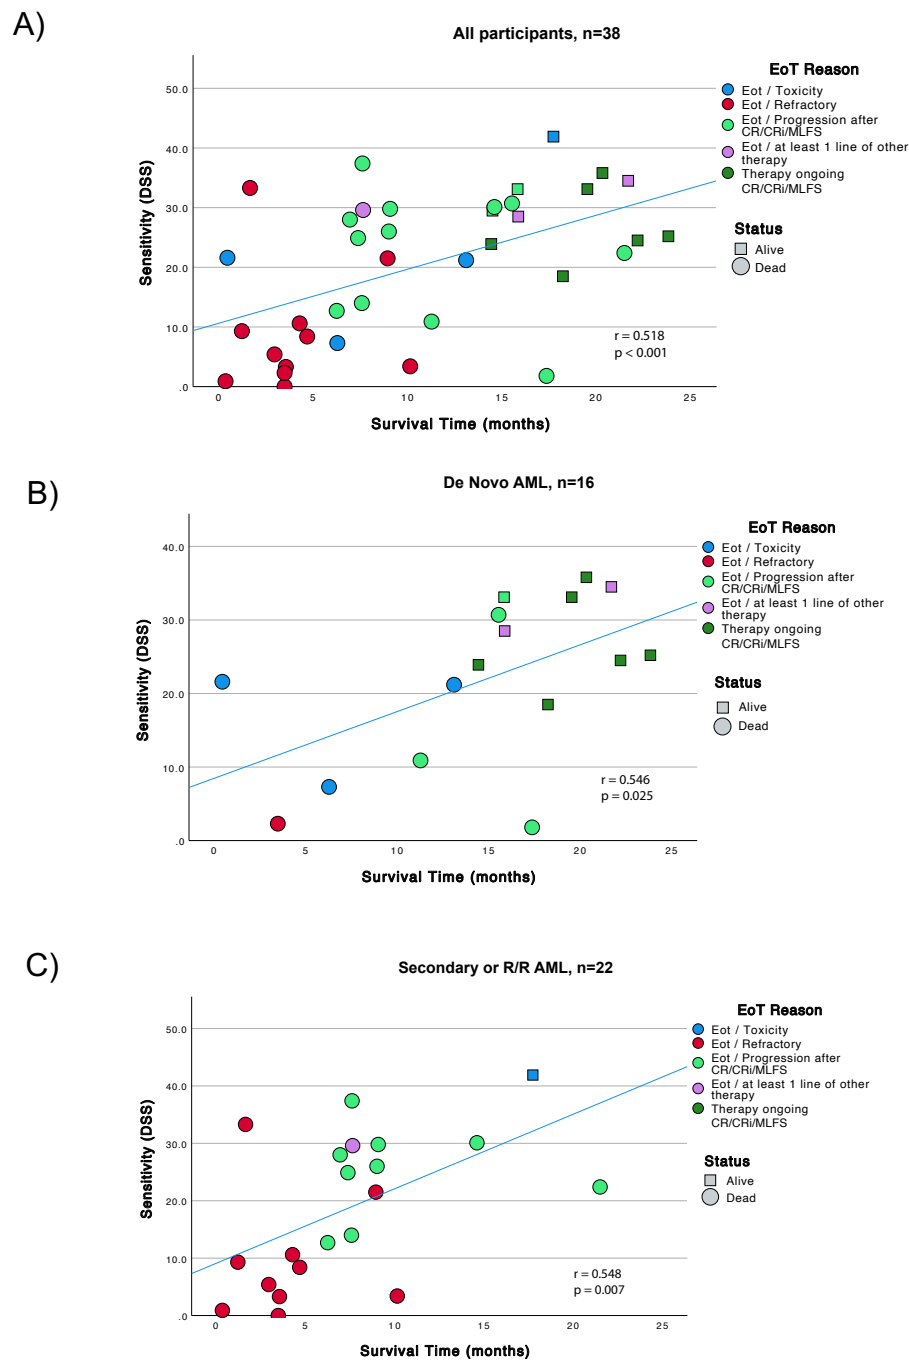 A)
All participants, n=38
50.0
40.0
30.0
20.0
10.0
.0
Sensitivity (DSS)
0 5 10 15 20 25
Survival Time (months)
r = 0.518
p < 0.001
EoT Reason
Eot / Toxicity
Eot / Refractory
Eot / Progression after
CR/CRi/MLFS
Eot / at least 1 line of other
therapy
Therapy ongoing
CR/CRi/MLFS
Status
Alive
Dead
B)
De Novo AML, n=16
40.0
30.0
20.0
10.0
.0
Sensitivity (DSS)
0 5 10 15 20 25
Survival Time (months)
r = 0.546
p = 0.025
EoT Reason
Eot / Toxicity
Eot / Refractory
Eot / Progression after
CR/CRi/MLFS
Eot / at least 1 line of other
therapy
Therapy ongoing
CR/CRi/MLFS
Status
Alive
Dead
C)
Secondary or R/R AML, n=22
50.0
40.0
30.0
20.0
10.0
.0
Sensitivity (DSS)
0 5 10 15 20 25
Survival Time (months)
r = 0.548
p = 0.007
EoT Reason
Eot / Toxicity
Eot / Refractory
Eot / Progression after
CR/CRi/MLFS
Eot / at least 1 line of other
therapy
Therapy ongoing
CR/CRi/MLFS
Status
Alive
Dead